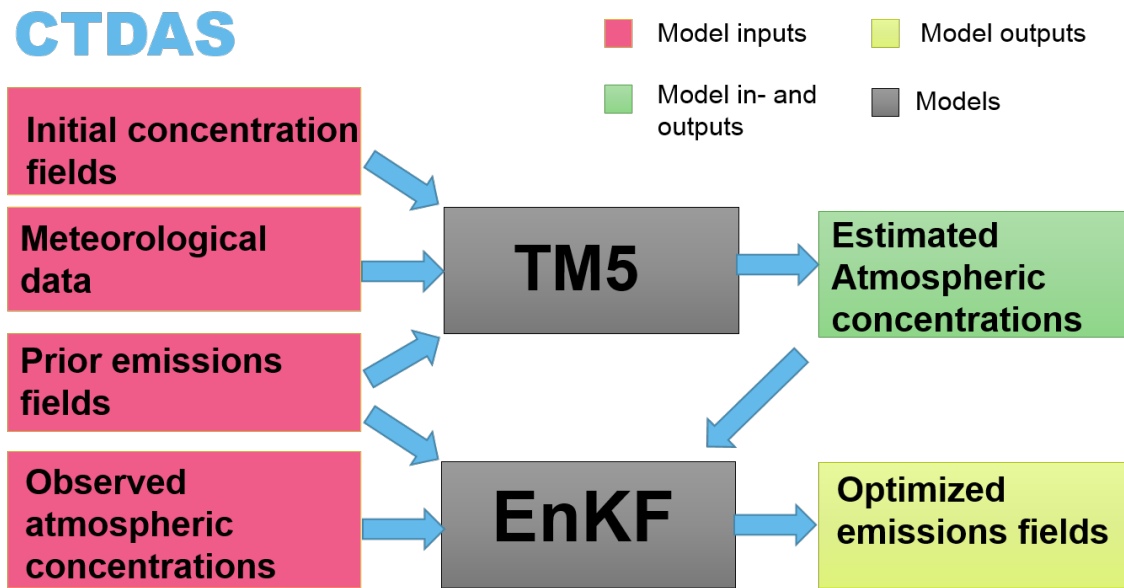 CTDAS
Model inputs
Model outputs
Model in- and
outputs
Models
Initial concentration
fields
Meteorological
data
Prior emissions
fields
Observed
atmospheric
concentrations
TM5
EnKF
Estimated
Atmospheric
concentrations
Optimized
emissions fields